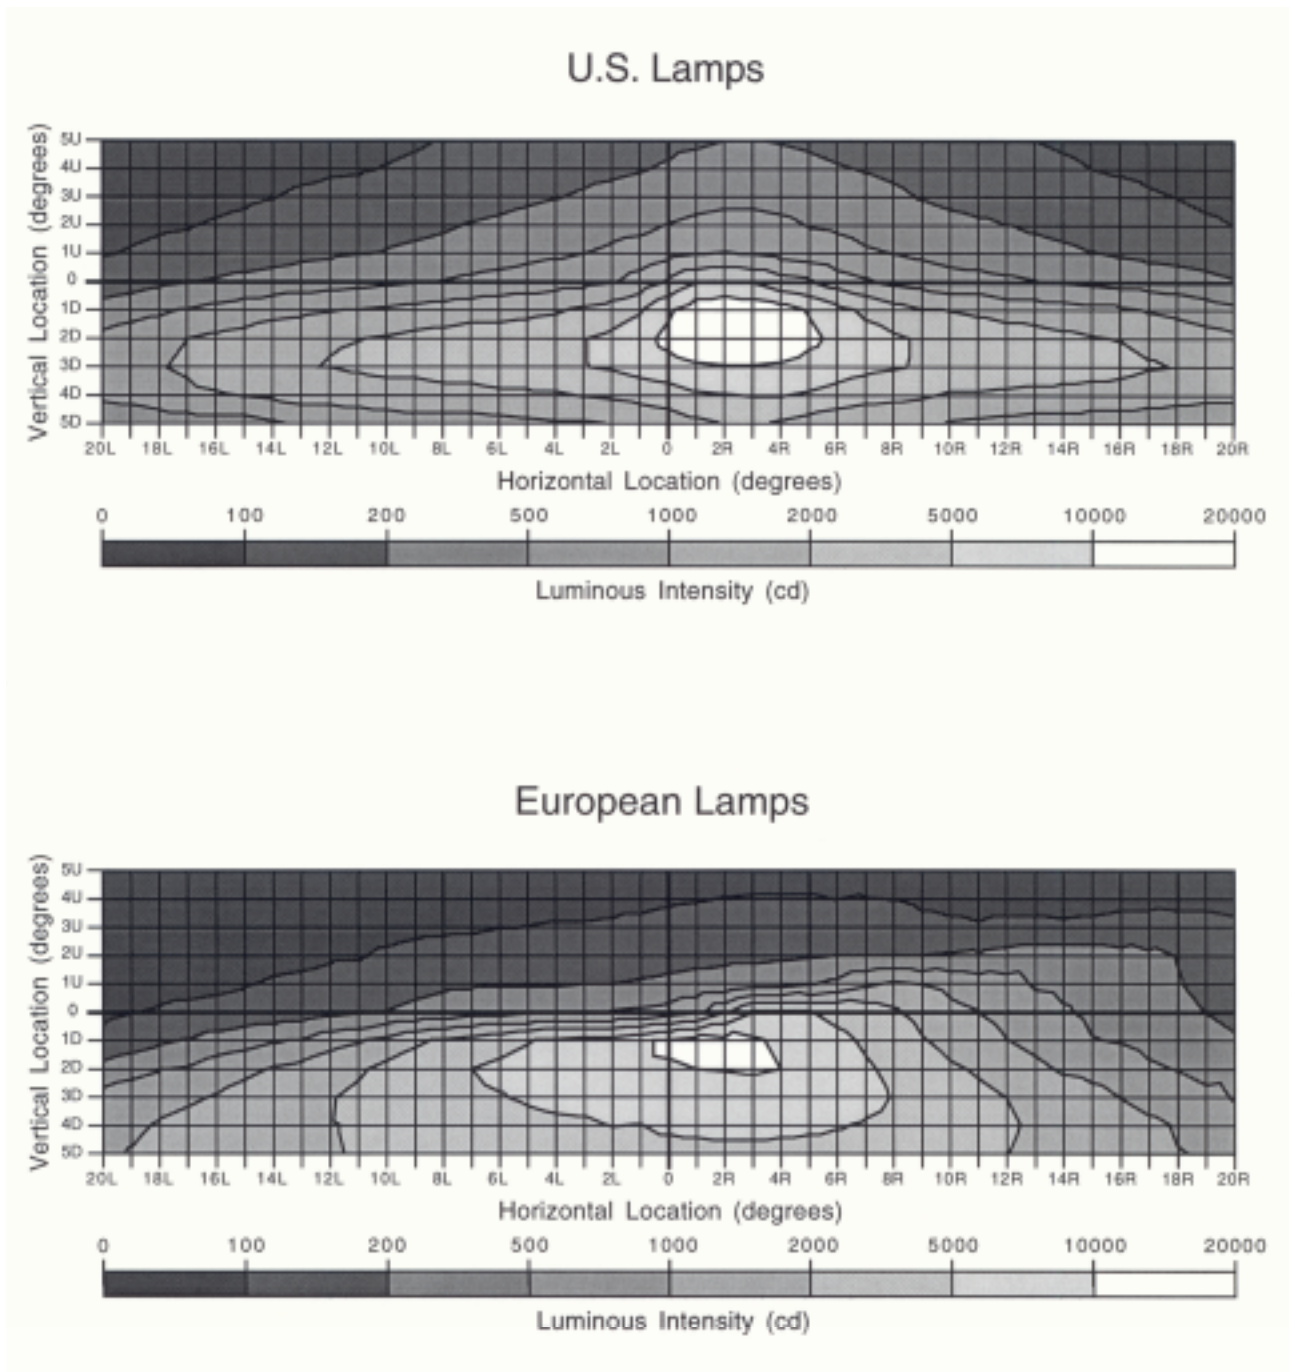 U.S. Lamps
Vertical Location (degrees)
5U
4U
3U
2U
1U
0
1D
2D
3D
4D
5D
20L 18L 16L 14L 12L 10L 8L 6L 4L 2L 0 2R 4R 6R 8R 10R 12R 14R 16R 18R 20R
Horizontal Location (degrees)
0 100 200 500 1000 2000 5000 10000 20000
Luminous Intensity (cd)
European Lamps
Vertical Location (degrees)
5U
4U
3U
2U
1U
0
1D
2D
3D
4D
5D
20L 18L 16L 14L 12L 10L 8L 6L 4L 2L 0 2R 4R 6R 8R 10R 12R 14R 16R 18R 20R
Horizontal Location (degrees)
0 100 200 500 1000 2000 5000 10000 20000
Luminous Intensity (cd)